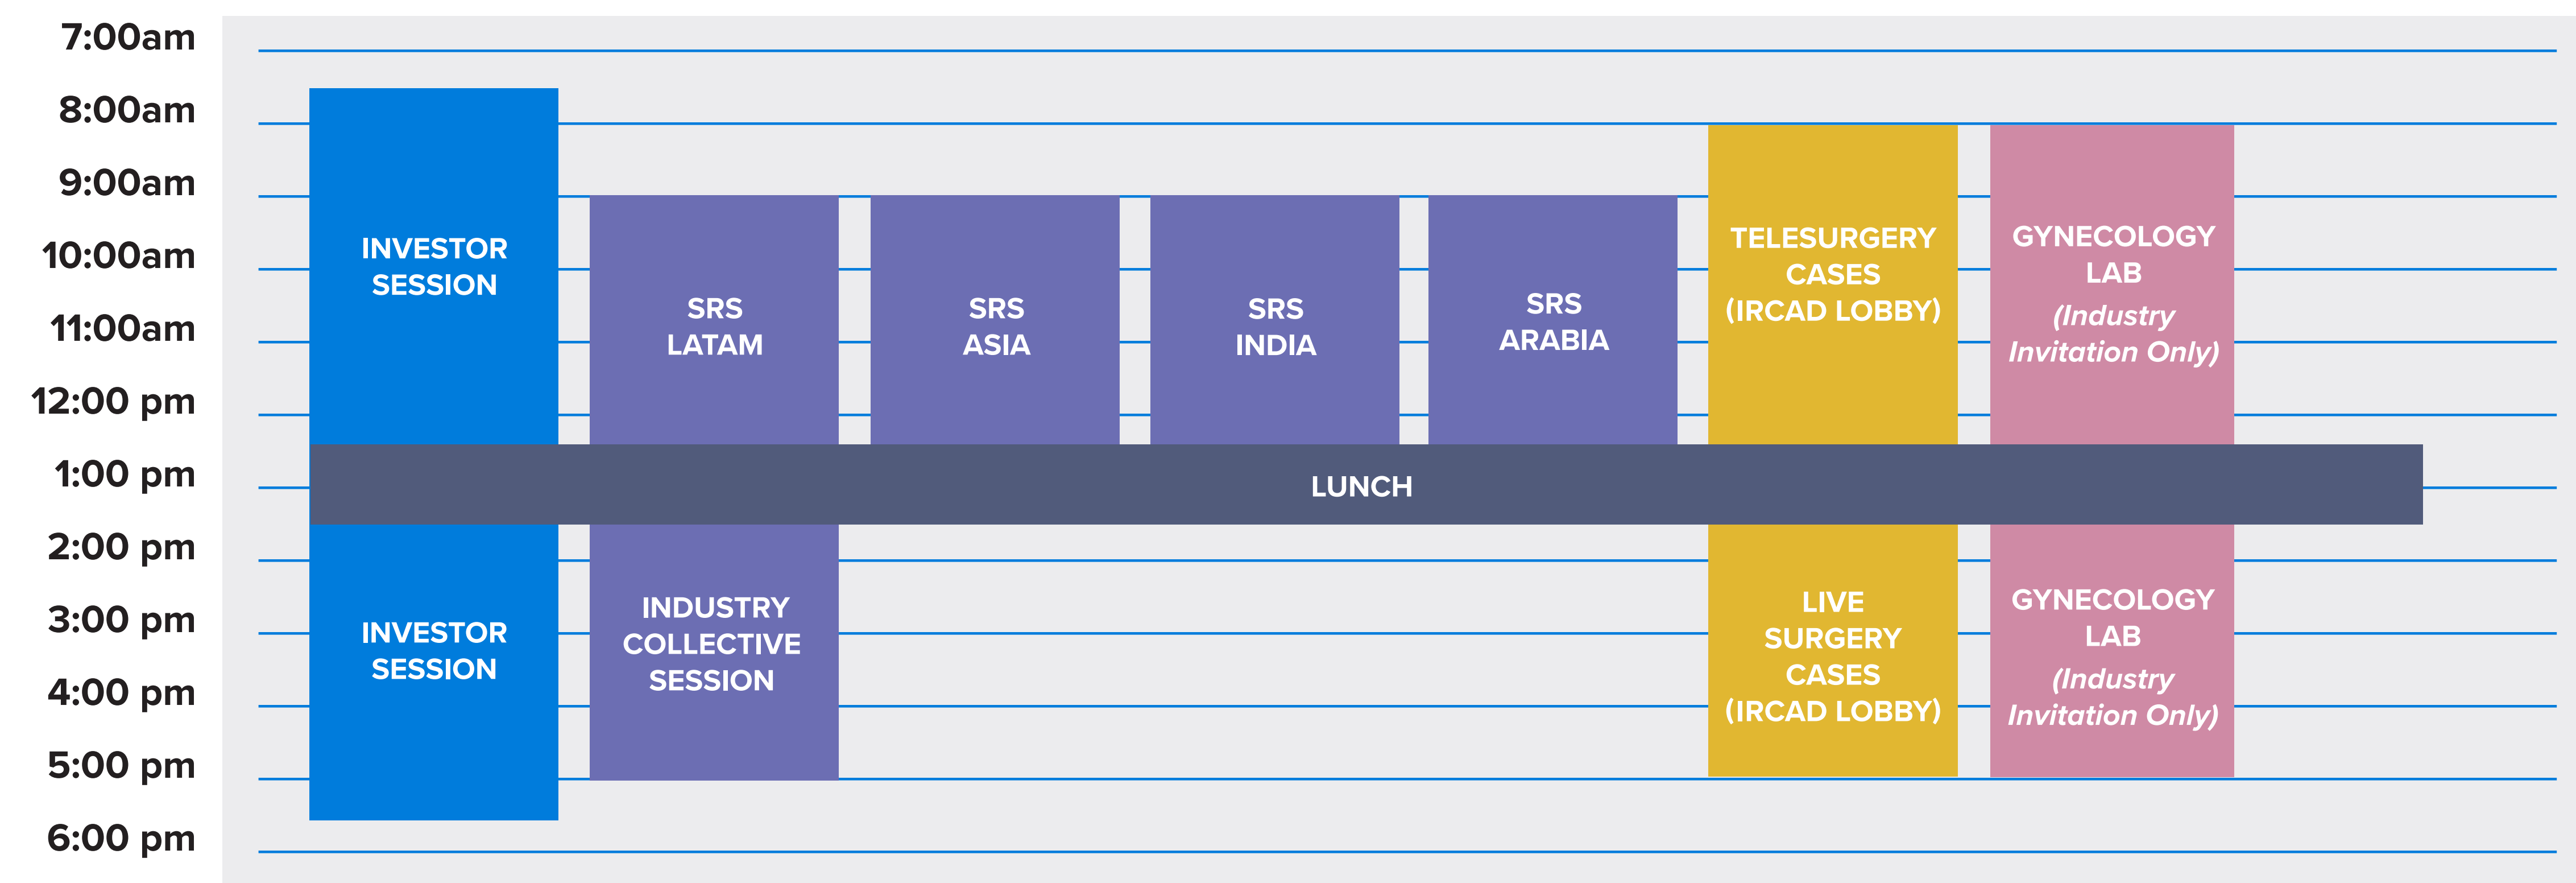 7:00am
8:00am
9:00am
10:00am
11:00am
12:00 pm
1:00 pm
2:00 pm
3:00 pm
4:00 pm
5:00 pm
6:00 pm
INVESTOR
SESSION
SRS
LATAM
SRS
ASIA
SRS
INDIA
SRS
ARABIA
TELESURGERY
CASES
(IRCAD LOBBY)
GYNECOLOGY
LAB
(Industry
Invitation Only)
LUNCH
INVESTOR
SESSION
INDUSTRY
COLLECTIVE
SESSION
LIVE
SURGERY
CASES
(IRCAD LOBBY)
GYNECOLOGY
LAB
(Industry
Invitation Only)